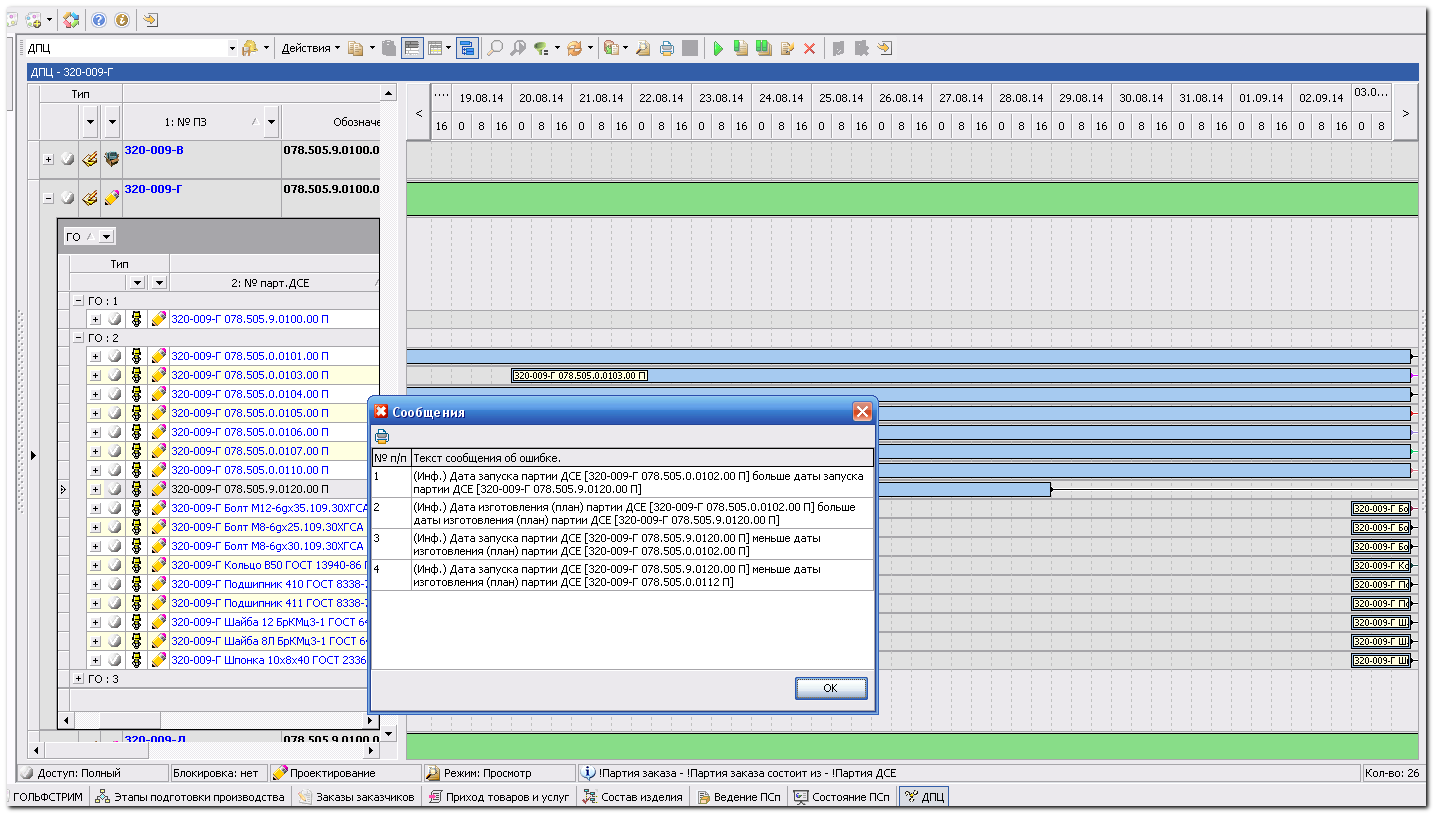 ДПЦ
Действия
ДПЦ - 320-009-Г
Тип
1: № ПЗ
Обозначе
< .... 19.08.14 20.08.14 21.08.14 22.08.14 23.08.14 24.08.14 25.08.14 26.08.14 27.08.14 28.08.14 29.08.14 30.08.14 31.08.14 01.09.14 02.09.14 03.0... >
16 0 8 16 0 8 16 0 8 16 0 8 16 0 8 16 0 8 16 0 8 16 0 8 16 0 8 16 0 8 16 0 8 16 0 8 16 0 8 16 0 8 16 0 8 16 0 8
320-009-В 078.505.9.0100.0
320-009-Г 078.505.9.0100.0
ГО
Тип
2: № парт.ДСЕ
ГО : 1
320-009-Г 078.505.9.0100.00 П
ГО : 2
320-009-Г 078.505.0.0101.00 П
320-009-Г 078.505.0.0103.00 П 320-009-Г 078.505.0.0103.00 П
320-009-Г 078.505.0.0104.00 П
320-009-Г 078.505.0.0105.00 П
320-009-Г 078.505.0.0106.00 П
320-009-Г 078.505.0.0107.00 П
320-009-Г 078.505.0.0110.00 П
320-009-Г 078.505.9.0120.00 П
320-009-Г Болт М12-6gх35.109.30ХГСА 320-009-Г Бо
320-009-Г Болт М8-6gх25.109.30ХГСА 320-009-Г Бо
320-009-Г Болт М8-6gх30.109.30ХГСА 320-009-Г Бо
320-009-Г Кольцо В50 ГОСТ 13940-86 320-009-Г Ко
320-009-Г Подшипник 410 ГОСТ 8338-7 320-009-Г По
320-009-Г Подшипник 411 ГОСТ 8338-7 320-009-Г По
320-009-Г Шайба 12 БрКМц3-1 ГОСТ 64 320-009-Г Ш
320-009-Г Шайба 8Л БрКМц3-1 ГОСТ 64 320-009-Г Ш
320-009-Г Шпонка 10х8х40 ГОСТ 2336 320-009-Г Ш
ГО : 3
320-009-Д 078.505.9.0100.0
Сообщения
№ п/п Текст сообщения об ошибке.
1 (Инф.) Дата запуска партии ДСЕ [320-009-Г 078.505.0.0102.00 П] больше даты запуска
партии ДСЕ [320-009-Г 078.505.9.0120.00 П]
2 (Инф.) Дата изготовления (план) партии ДСЕ [320-009-Г 078.505.0.0102.00 П] больше
даты изготовления (план) партии ДСЕ [320-009-Г 078.505.9.0120.00 П]
3 (Инф.) Дата запуска партии ДСЕ [320-009-Г 078.505.9.0120.00 П] меньше даты
изготовления (план) партии ДСЕ [320-009-Г 078.505.0.0102.00 П]
4 (Инф.) Дата запуска партии ДСЕ [320-009-Г 078.505.9.0120.00 П] меньше даты
изготовления (план) партии ДСЕ [320-009-Г 078.505.0.0112 П]
OK
Доступ: Полный Блокировка: нет Проектирование Режим: Просмотр !Партия заказа - !Партия заказа состоит из - !Партия ДСЕ Кол-во: 26
ГОЛЬФСТРИМ Этапы подготовки производства Заказы заказчиков Приход товаров и услуг Состав изделия Ведение ПСп Состояние ПСп ДПЦ